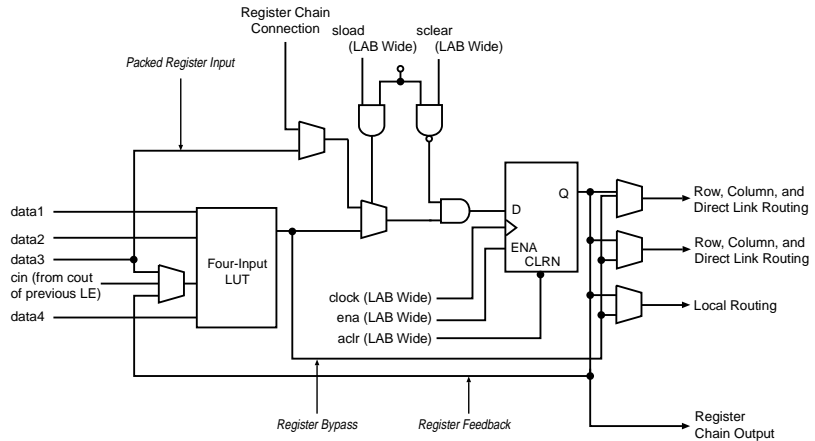 Register Chain
Connection
sload
(LAB Wide)
sclear
(LAB Wide)
Packed Register Input
data1
data2
data3
cin (from cout
of previous LE)
data4
Four-Input
LUT
D
Q
ENA
CLRN
clock (LAB Wide)
ena (LAB Wide)
aclr (LAB Wide)
Row, Column, and
Direct Link Routing
Row, Column, and
Direct Link Routing
Local Routing
Register Bypass
Register Feedback
Register
Chain Output